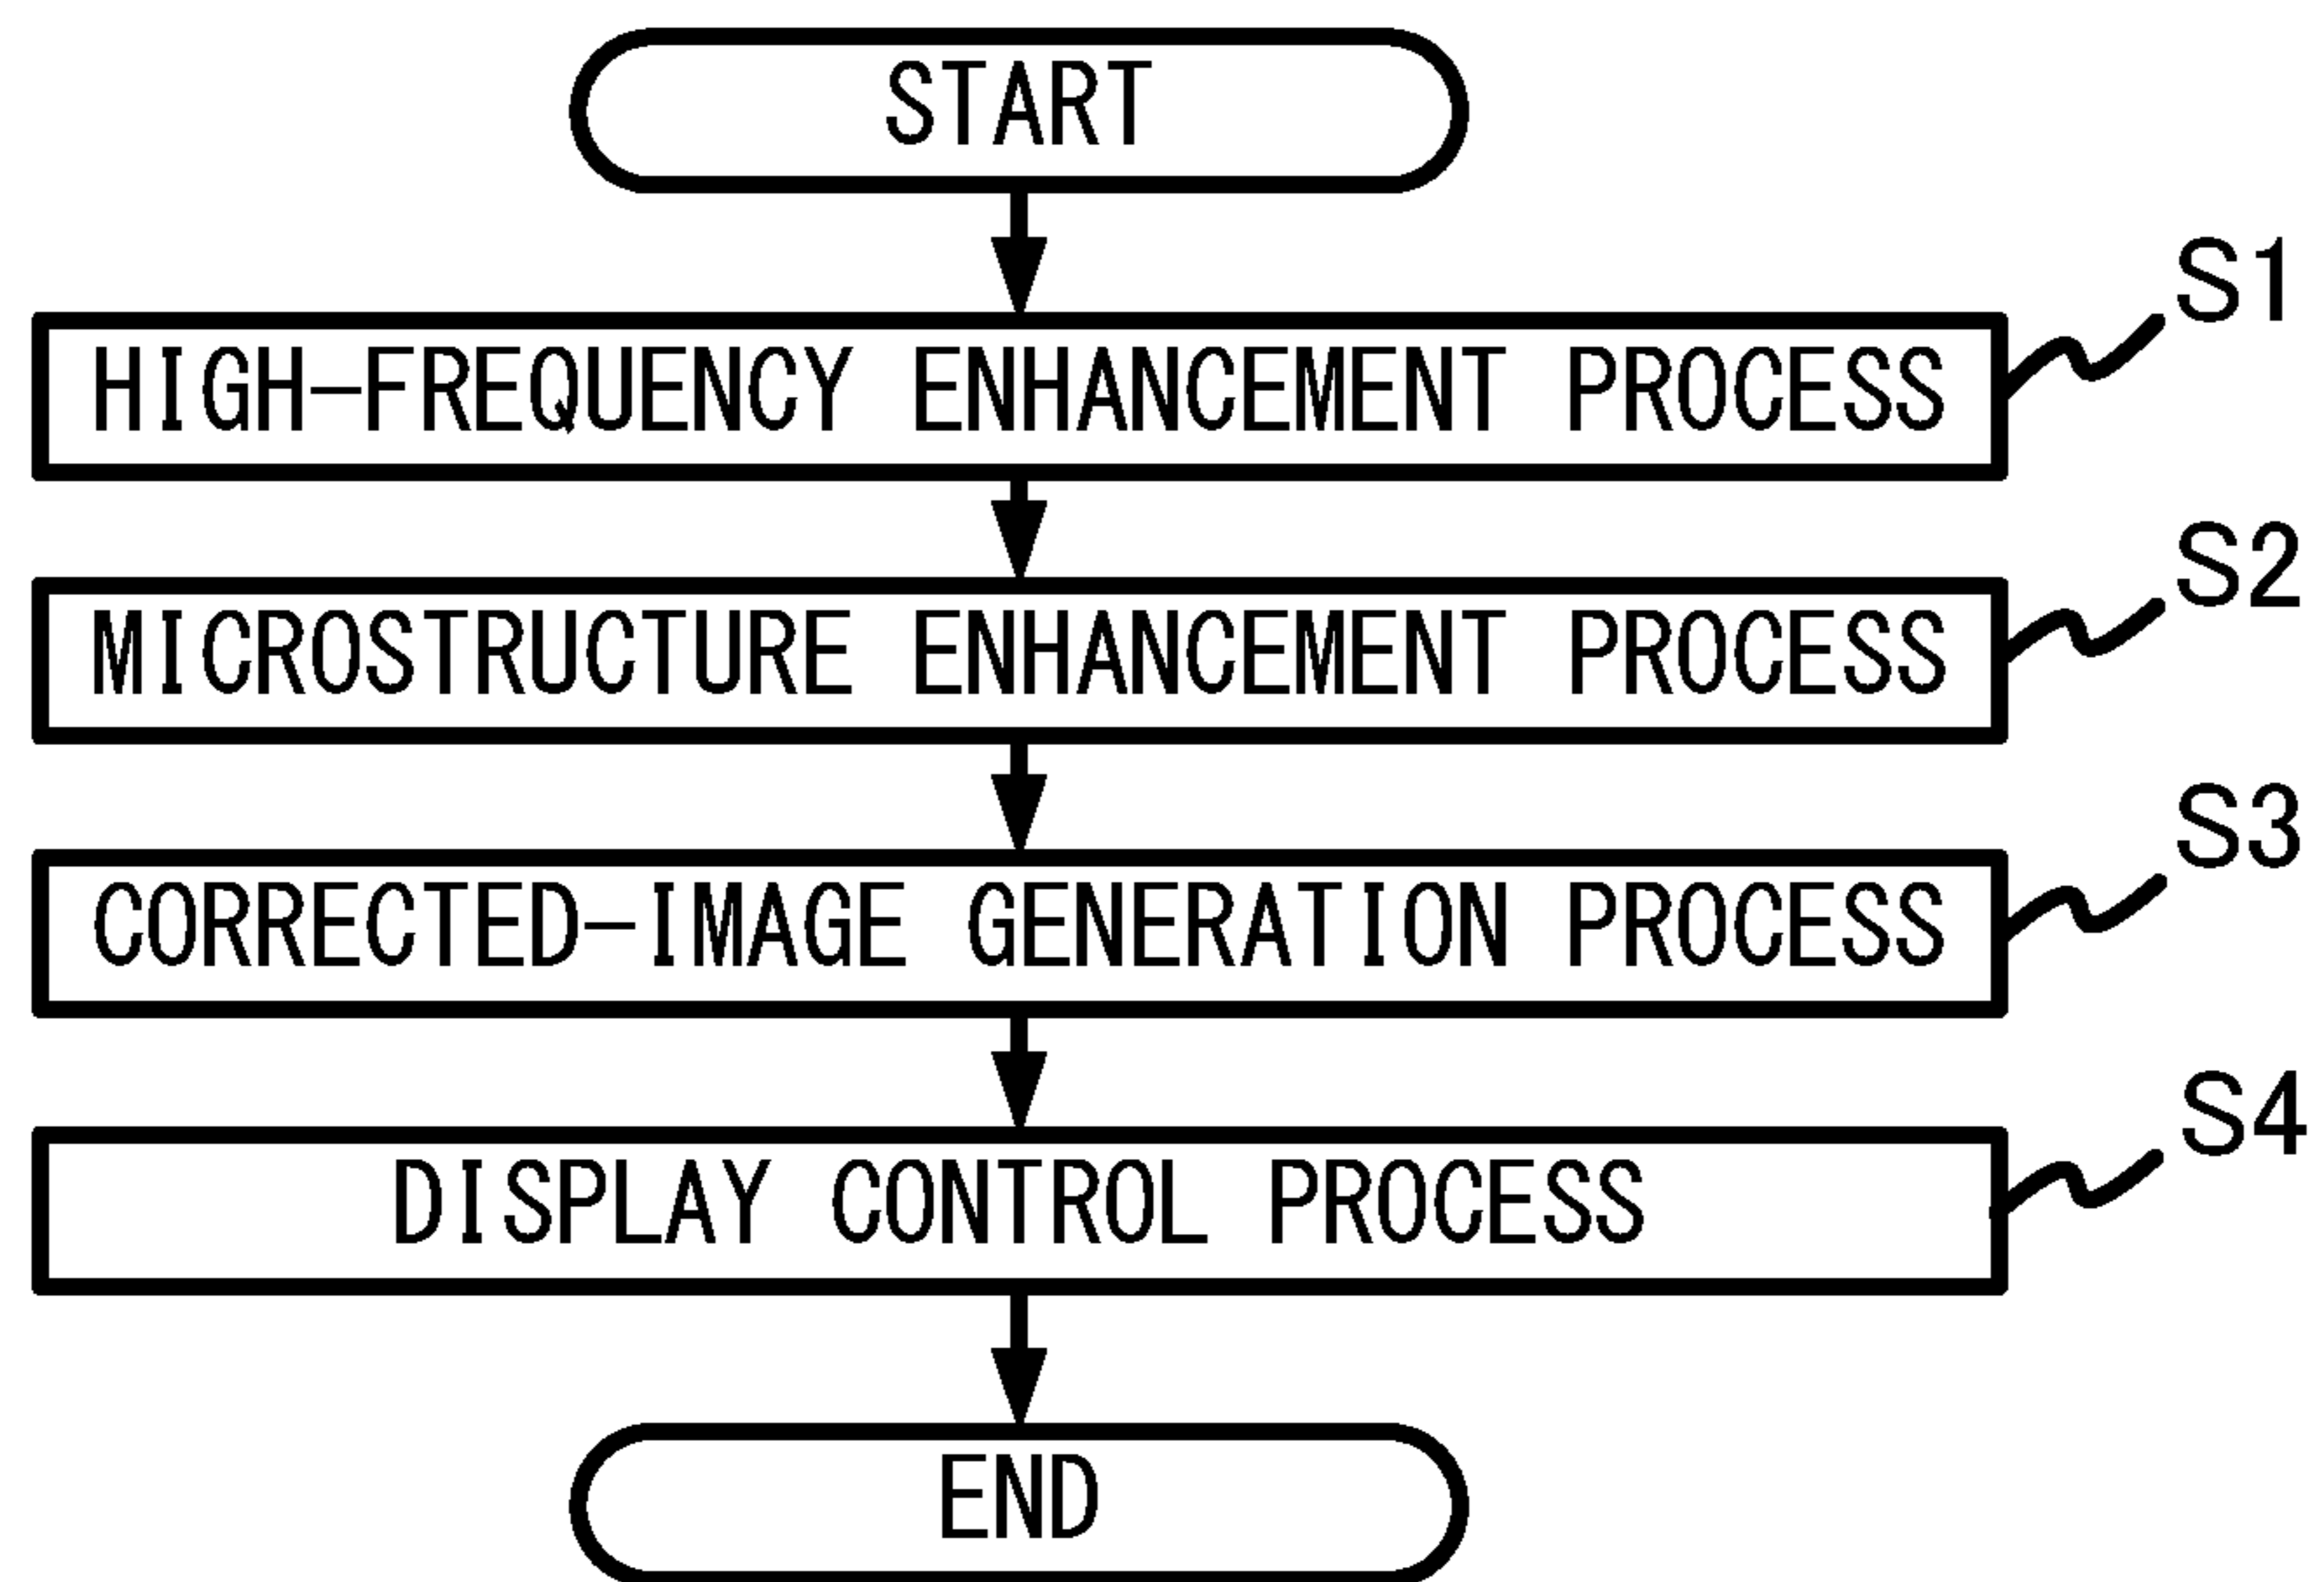 START
S1
HIGH-FREQUENCY ENHANCEMENT PROCESS
S2
MICROSTRUCTURE ENHANCEMENT PROCESS
S3
CORRECTED-IMAGE GENERATION PROCESS
S4
DISPLAY CONTROL PROCESS
END